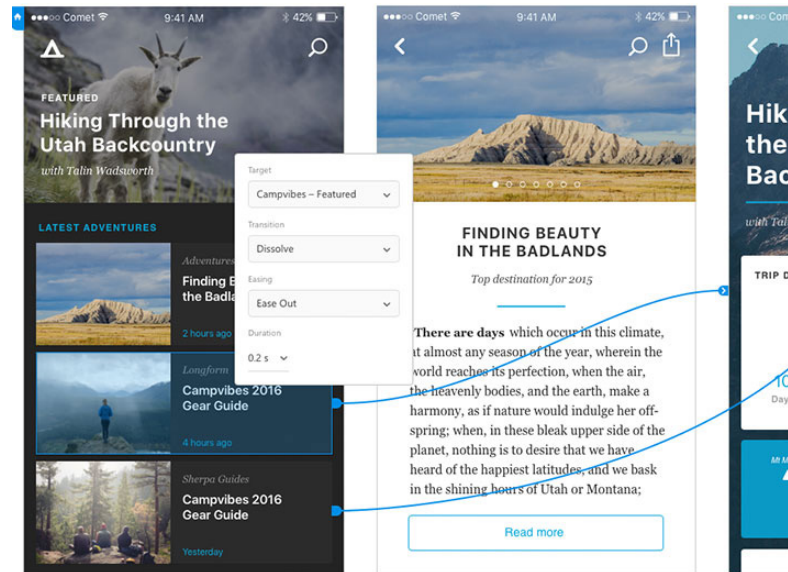 Comet 9:41 AM 42%
FEATURED
Hiking Through the
Utah Backcountry
with Talin Wadsworth
LATEST ADVENTURES
Adventures
Finding
the
2 hours ago
Longform
Campvibes 2016
Gear Guide
4 hours ago
Sherpa Guides
Campvibes 2016
Gear Guide
Yesterday
Target
Campvibes – Featured
Transition
Dissolve
Easing
Ease Out
Duration
0.2 s
Comet 9:41 AM 42%
FINDING BEAUTY
IN THE BADLANDS
Top destination for 2015
There are days which occur in this climate,
at almost any season of the year, wherein the
world reaches its perfection, when the air,
the heavenly bodies, and the earth, make a
harmony, as if nature would indulge her off-
spring; when, in these bleak upper side of the
planet, nothing is to desire that we have
heard of the happiest latitudes, and we bask
in the shining hours of Utah or Montana;
Read more
the
with
TRIP